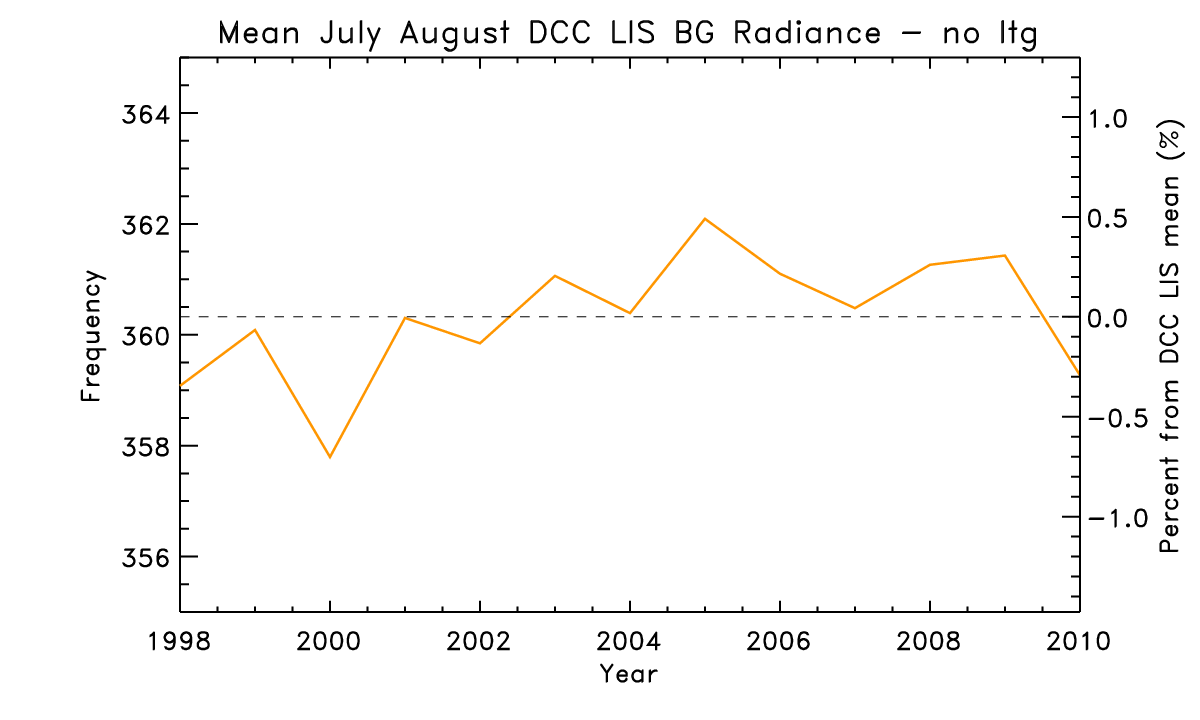 Mean July August DCC LIS BG Radiance – no ltg
364
362
360
358
356
Frequency
1.0
0.5
0.0
−0.5
−1.0
Percent from DCC LIS mean (%)
1998 2000 2002 2004 2006 2008 2010
Year